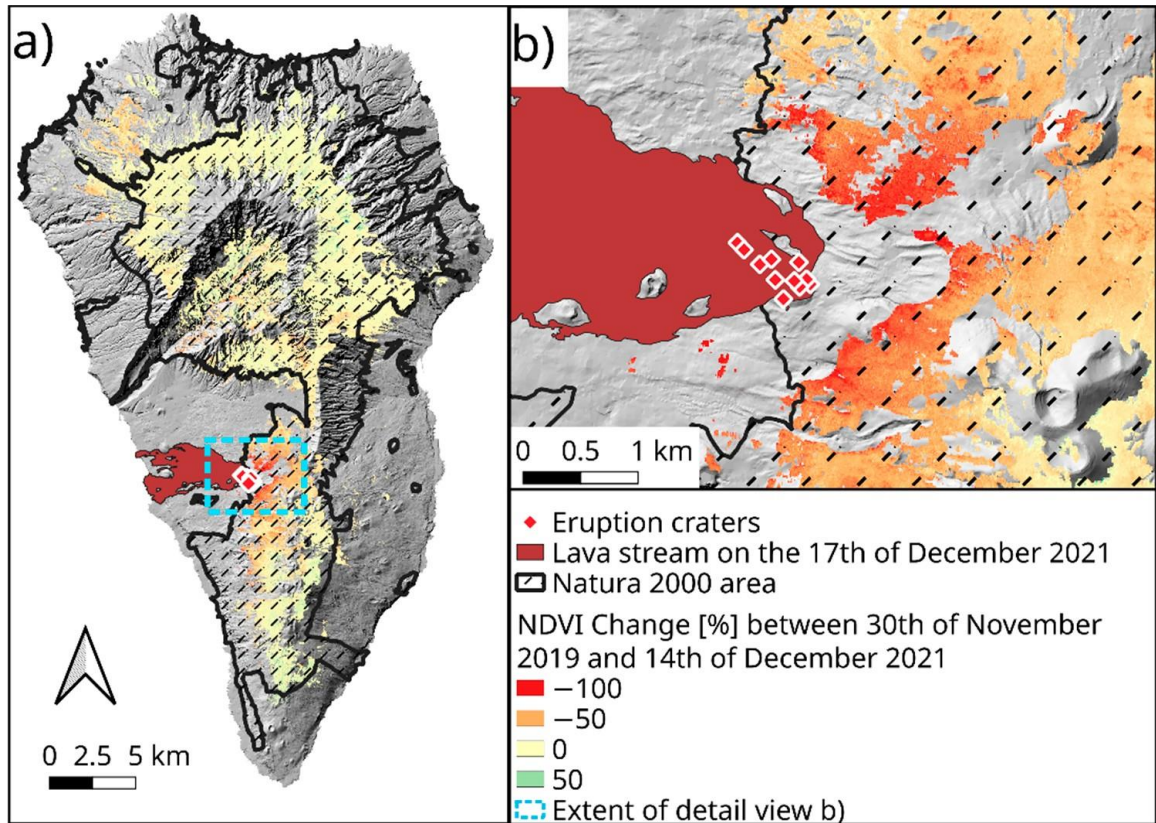 a)
0 2.5 5 km
b)
0 0.5 1 km
Eruption craters
Lava stream on the 17th of December 2021
Natura 2000 area
NDVI Change [%] between 30th of November
2019 and 14th of December 2021
−100
−50
0
50
Extent of detail view b)